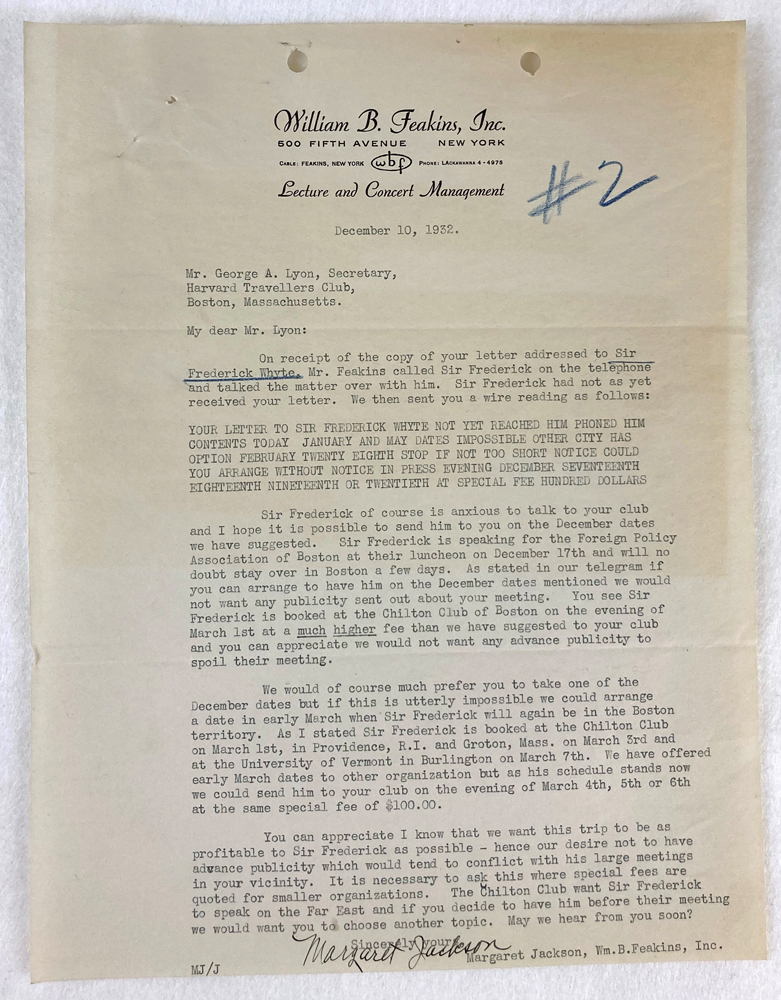 William B. Feakins, Inc.
500 FIFTH AVENUE NEW YORK
CABLE: FEAKINS, NEW YORK wbf PHONE: LACKAWANNA 4-4975
Lecture and Concert Management
#2
December 10, 1932.
Mr. George A. Lyon, Secretary,
Harvard Travellers Club,
Boston, Massachusetts.
My dear Mr. Lyon:
On receipt of the copy of your letter addressed to Sir
Frederick Whyte, Mr. Feakins called Sir Frederick on the telephone
and talked the matter over with him. Sir Frederick had not as yet
received your letter. We then sent you a wire reading as follows:
YOUR LETTER TO SIR FREDERICK WHYTE NOT YET REACHED HIM PHONED HIM
CONTENTS TODAY JANUARY AND MAY DATES IMPOSSIBLE OTHER CITY HAS
OPTION FEBRUARY TWENTY EIGHTH STOP IF NOT TOO SHORT NOTICE COULD
YOU ARRANGE WITHOUT NOTICE IN PRESS EVENING DECEMBER SEVENTEENTH
EIGHTEENTH NINETEENTH OR TWENTIETH AT SPECIAL FEE HUNDRED DOLLARS
Sir Frederick of course is anxious to talk to your club
and I hope it is possible to send him to you on the December dates
we have suggested. Sir Frederick is speaking for the Foreign Policy
Association of Boston at their luncheon on December 17th and will no
doubt stay over in Boston a few days. As stated in our telegram if
you can arrange to have him on the December dates mentioned we would
not want any publicity sent out about your meeting. You see Sir
Frederick is booked at the Chilton Club of Boston on the evening of
March 1st at a much higher fee than we have suggested to your club
and you can appreciate we would not want any advance publicity to
spoil their meeting.
We would of course much prefer you to take one of the
December dates but if this is utterly impossible we could arrange
a date in early March when Sir Frederick will again be in the Boston
territory. As I stated Sir Frederick is booked at the Chilton Club
on March 1st, in Providence, R.I. and Groton, Mass. on March 3rd and
at the University of Vermont in Burlington on March 7th. We have offered
early March dates to other organization but as his schedule stands now
we could send him to your club on the evening of March 4th, 5th or 6th
at the same special fee of $100.00.
You can appreciate I know that we want this trip to be as
profitable to Sir Frederick as possible - hence our desire not to have
advance publicity which would tend to conflict with his large meetings
in your vicinity. It is necessary to ask this where special fees are
quoted for smaller organizations. The Chilton Club want Sir Frederick
to speak on the Far East and if you decide to have him before their meeting
we would want you to choose another topic. May we hear from you soon?
Sincerely yours,
Margaret Jackson
Margaret Jackson, Wm.B.Feakins, Inc.
MJ/J